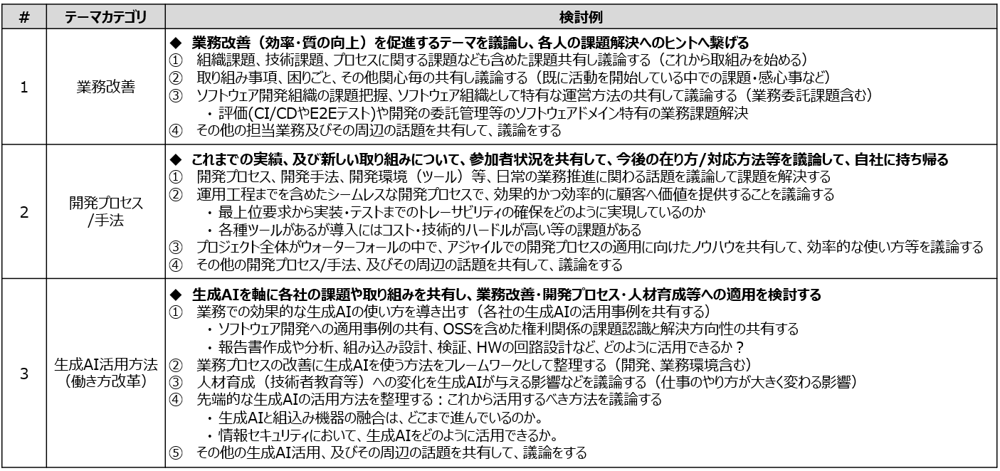 # テーマカテゴリ 検討例
1 業務改善
◆ 業務改善（効率・質の向上）を促進するテーマを議論し、各人の課題解決へのヒントへ繋げる
① 組織課題、技術課題、プロセスに関する課題なども含めた課題共有し議論する（これから取組みを始める）
② 取り組み事項、困りごと、その他関心毎の共有し議論する（既に活動を開始している中での課題・感心事など）
③ ソフトウェア開発組織の課題把握、ソフトウェア組織として特有な運営方法の共有して議論する（業務委託課題含む）
・ 評価(CI/CDやE2Eテスト)や開発の委託管理等のソフトウェアドメイン特有の業務課題解決
④ その他の担当業務及びその周辺の話題を共有して、議論をする
2 開発プロセス
/手法
◆ これまでの実績、及び新しい取り組みについて、参加者状況を共有して、今後の在り方/対応方法等を議論して、自社に持ち帰る
① 開発プロセス、開発手法、開発環境（ツール）等、日常の業務推進に関わる話題を議論して課題を解決する
② 運用工程までを含めたシームレスな開発プロセスで、効果的かつ効率的に顧客へ価値を提供することを議論する
・ 最上位要求から実装・テストまでのトレーサビリティの確保をどのように実現しているのか
・ 各種ツールがあるが導入にはコスト・技術的ハードルが高い等の課題がある
③ プロジェクト全体がウォーターフォールの中で、アジャイルでの開発プロセスの適用に向けたノウハウを共有して、効率的な使い方等を議論する
④ その他の開発プロセス/手法、及びその周辺の話題を共有して、議論をする
3 生成AI活用方法
（働き方改革）
◆ 生成AIを軸に各社の課題や取り組みを共有し、業務改善・開発プロセス・人材育成等への適用を検討する
① 業務での効果的な生成AIの使い方を導き出す（各社の生成AIの活用事例を共有する）
・ ソフトウェア開発への適用事例の共有、OSSを含めた権利関係の課題認識と解決方向性の共有する
・ 報告書作成や分析、組み込み設計、検証、HWの回路設計など、どのように活用できるか？
② 業務プロセスの改善に生成AIを使う方法をフレームワークとして整理する（開発、業務環境含む）
③ 人材育成（技術者教育等）への変化を生成AIが与える影響などを議論する（仕事のやり方が大きく変わる影響）
④ 先端的な生成AIの活用方法を整理する：これから活用するべき方法を議論する
・ 生成AIと組込み機器の融合は、どこまで進んでいるのか。
・ 情報セキュリティにおいて、生成AIをどのように活用できるか。
⑤ その他の生成AI活用、及びその周辺の話題を共有して、議論をする